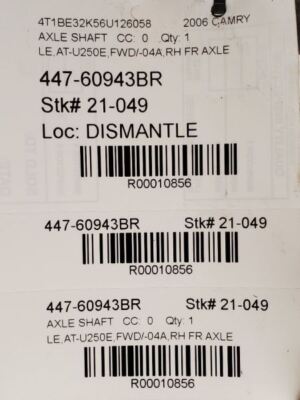 4T1BE32K56U126058 2006 CAMRY
AXLE SHAFT CC: 0 .Qty: 1
LE,AT-U250E,FWD/-04A,RH FR AXLE
447-60943BR
Stk# 21-049
Loc: DISMANTLE
R00010856
447-60943BR Stk# 21-049
R00010856
447-60943BR Stk# 21-049
AXLE SHAFT CC: 0 Qty: 1
LE,AT-U250E,FWD/-04A,RH FR AXLE
R00010856